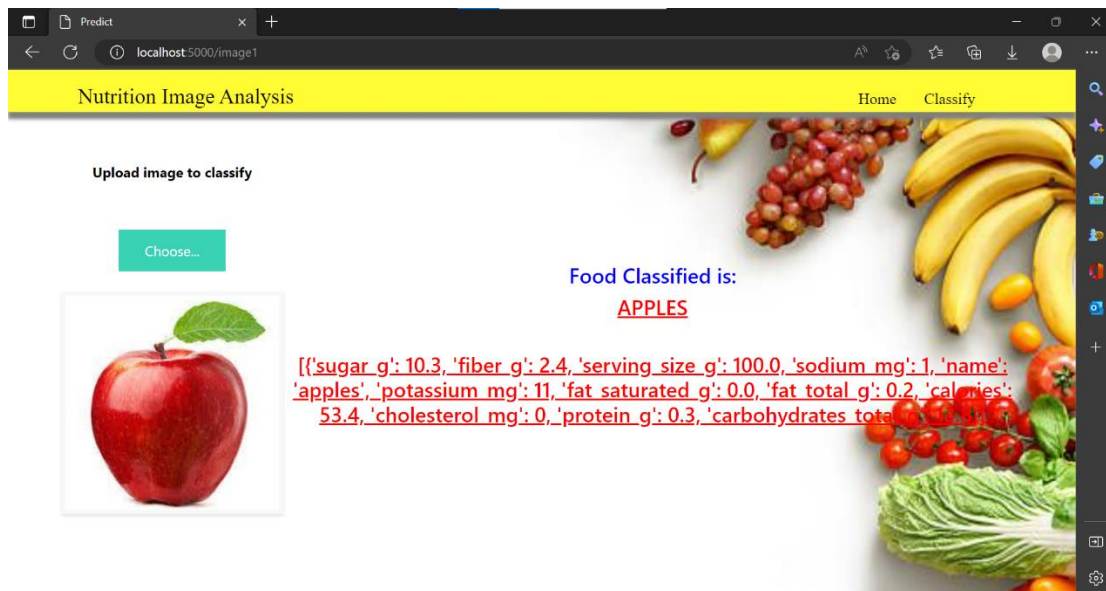 Predict
localhost:5000/image1
Nutrition Image Analysis
Home Classify
Upload image to classify
Choose...
Food Classified is:
APPLES
[{'sugar_g': 10.3, 'fiber_g': 2.4, 'serving_size_g': 100.0, 'sodium_mg': 1, 'name':
'apples', 'potassium_mg': 11, 'fat_saturated_g': 0.0, 'fat_total_g': 0.2, 'calories':
53.4, 'cholesterol_mg': 0, 'protein_g': 0.3, 'carbohydrates_total